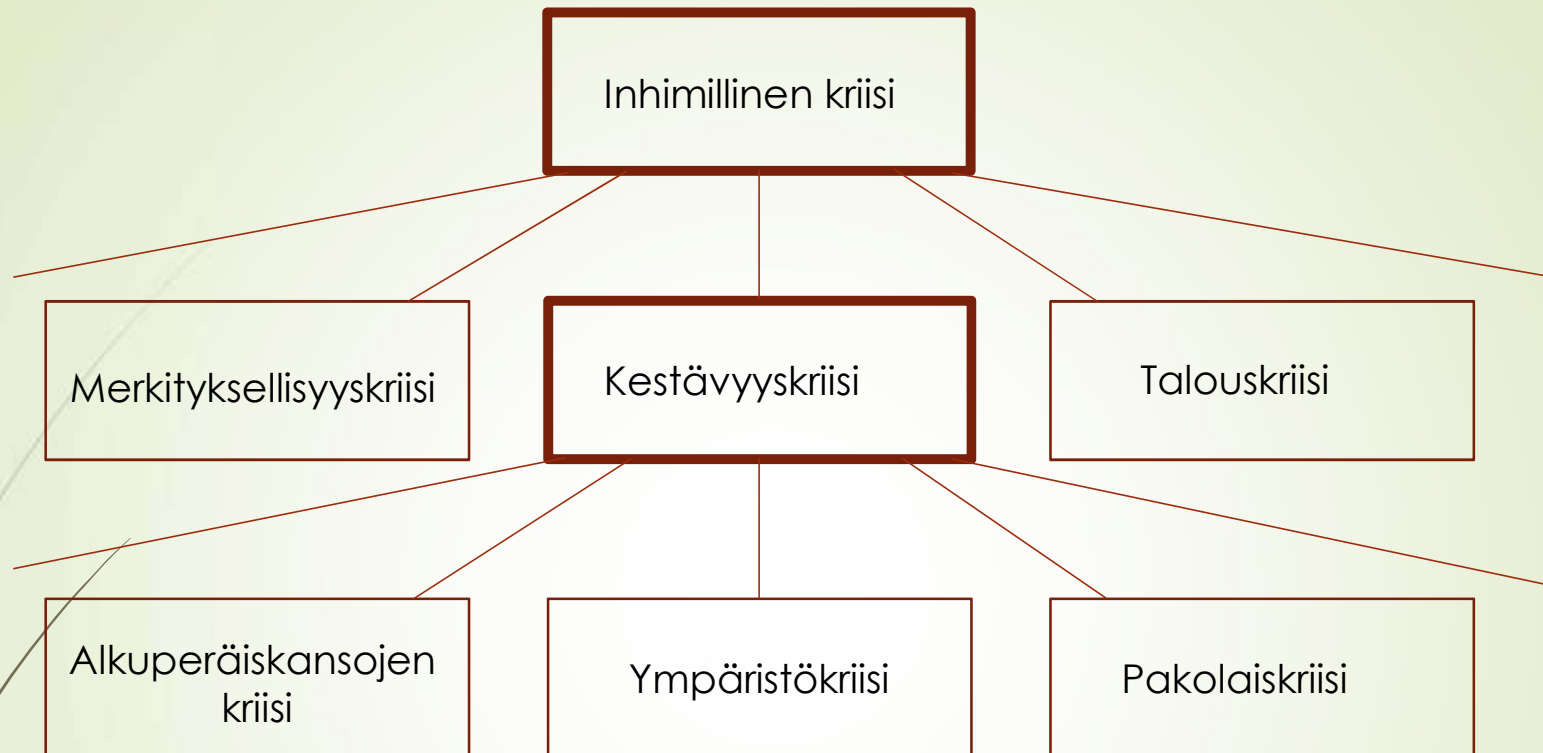 Inhimillinen kriisi
Merkityksellisyyskriisi
Kestävyyskriisi
Talouskriisi
Alkuperäiskansojen
kriisi
Ympäristökriisi
Pakolaiskriisi